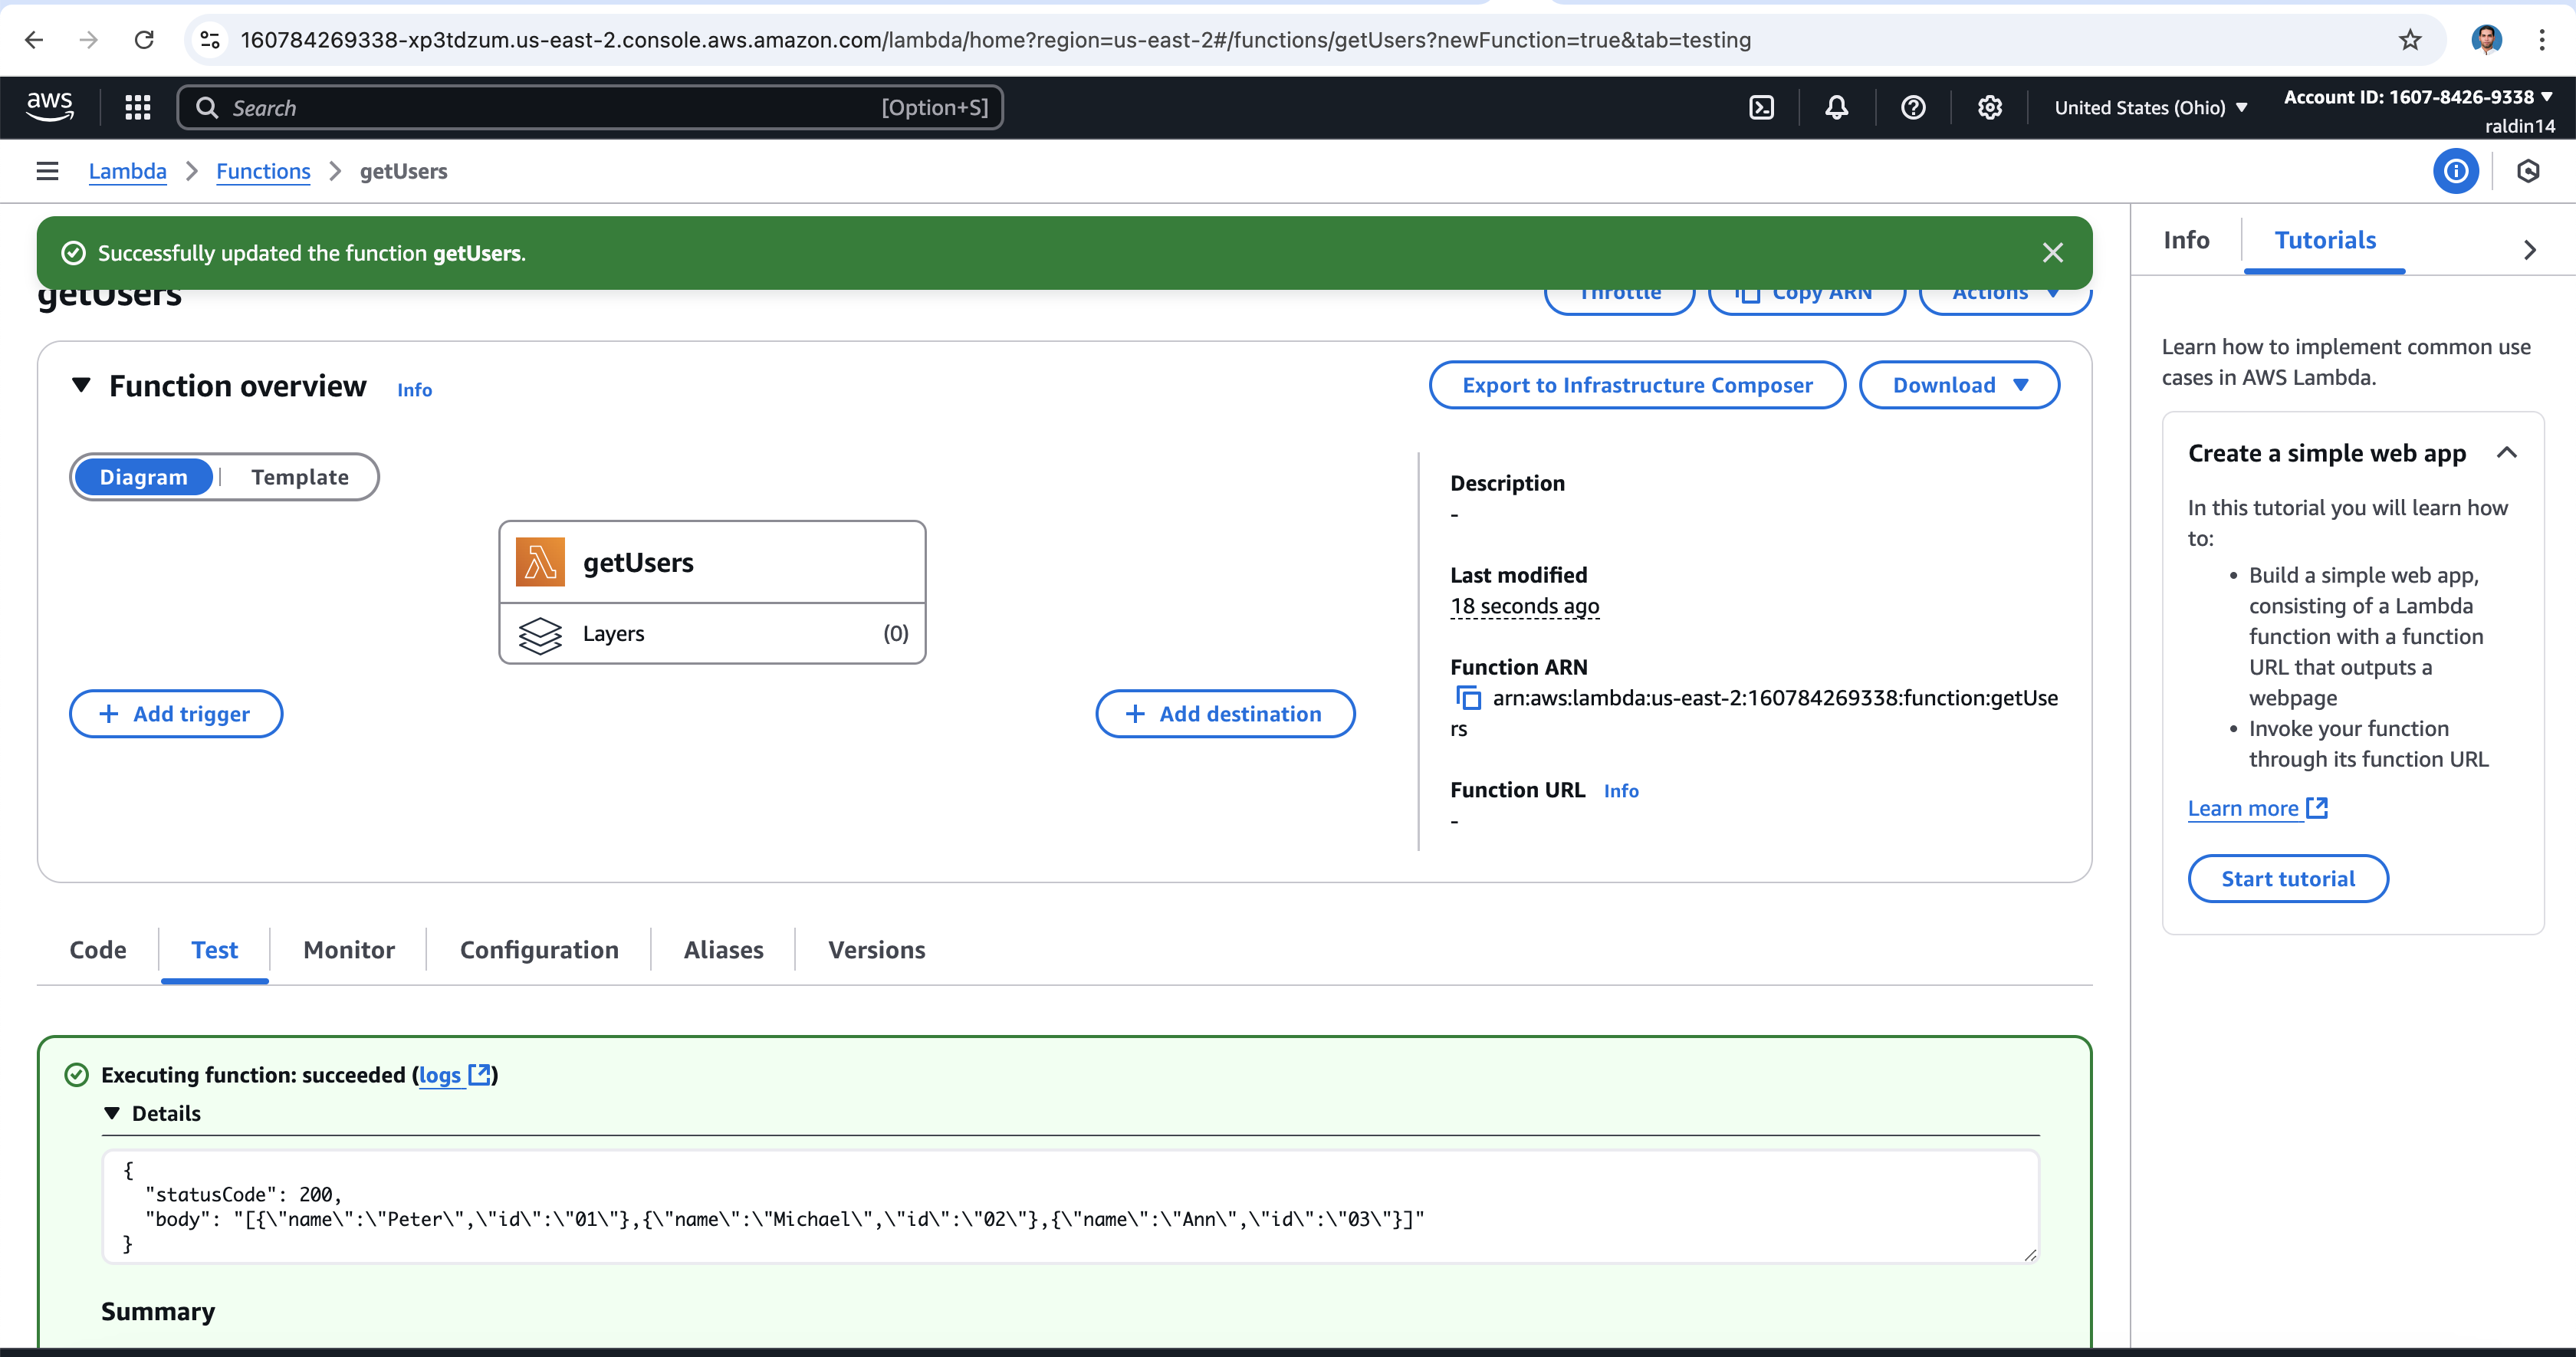 160784269338-xp3tdzum.us-east-2.console.aws.amazon.com/lambda/home?region=us-east-2#/functions/getUsers?newFunction=true&tab=testing
aws
Search
[Option+S]
United States (Ohio)
Account ID: 1607-8426-9338
raldin14
Lambda
Functions
getUsers
Successfully updated the function getUsers.
getUsers
Throttle
Copy ARN
Actions
Function overview
Info
Export to Infrastructure Composer
Download
Diagram
Template
getUsers
Layers
(0)
Add trigger
Add destination
Description
-
Last modified
18 seconds ago
Function ARN
arn:aws:lambda:us-east-2:160784269338:function:getUse
rs
Function URL Info
-
Code
Test
Monitor
Configuration
Aliases
Versions
Executing function: succeeded (logs)
Details
{
"statusCode": 200,
"body": "[{\"name\":\"Peter\",\"id\":\"01\"},{\"name\":\"Michael\",\"id\":\"02\"},{\"name\":\"Ann\",\"id\":\"03\"}]"
}
Summary
Info
Tutorials
Learn how to implement common use
cases in AWS Lambda.
Create a simple web app
In this tutorial you will learn how
to:
• Build a simple web app,
consisting of a Lambda
function with a function
URL that outputs a
webpage
• Invoke your function
through its function URL
Learn more
Start tutorial